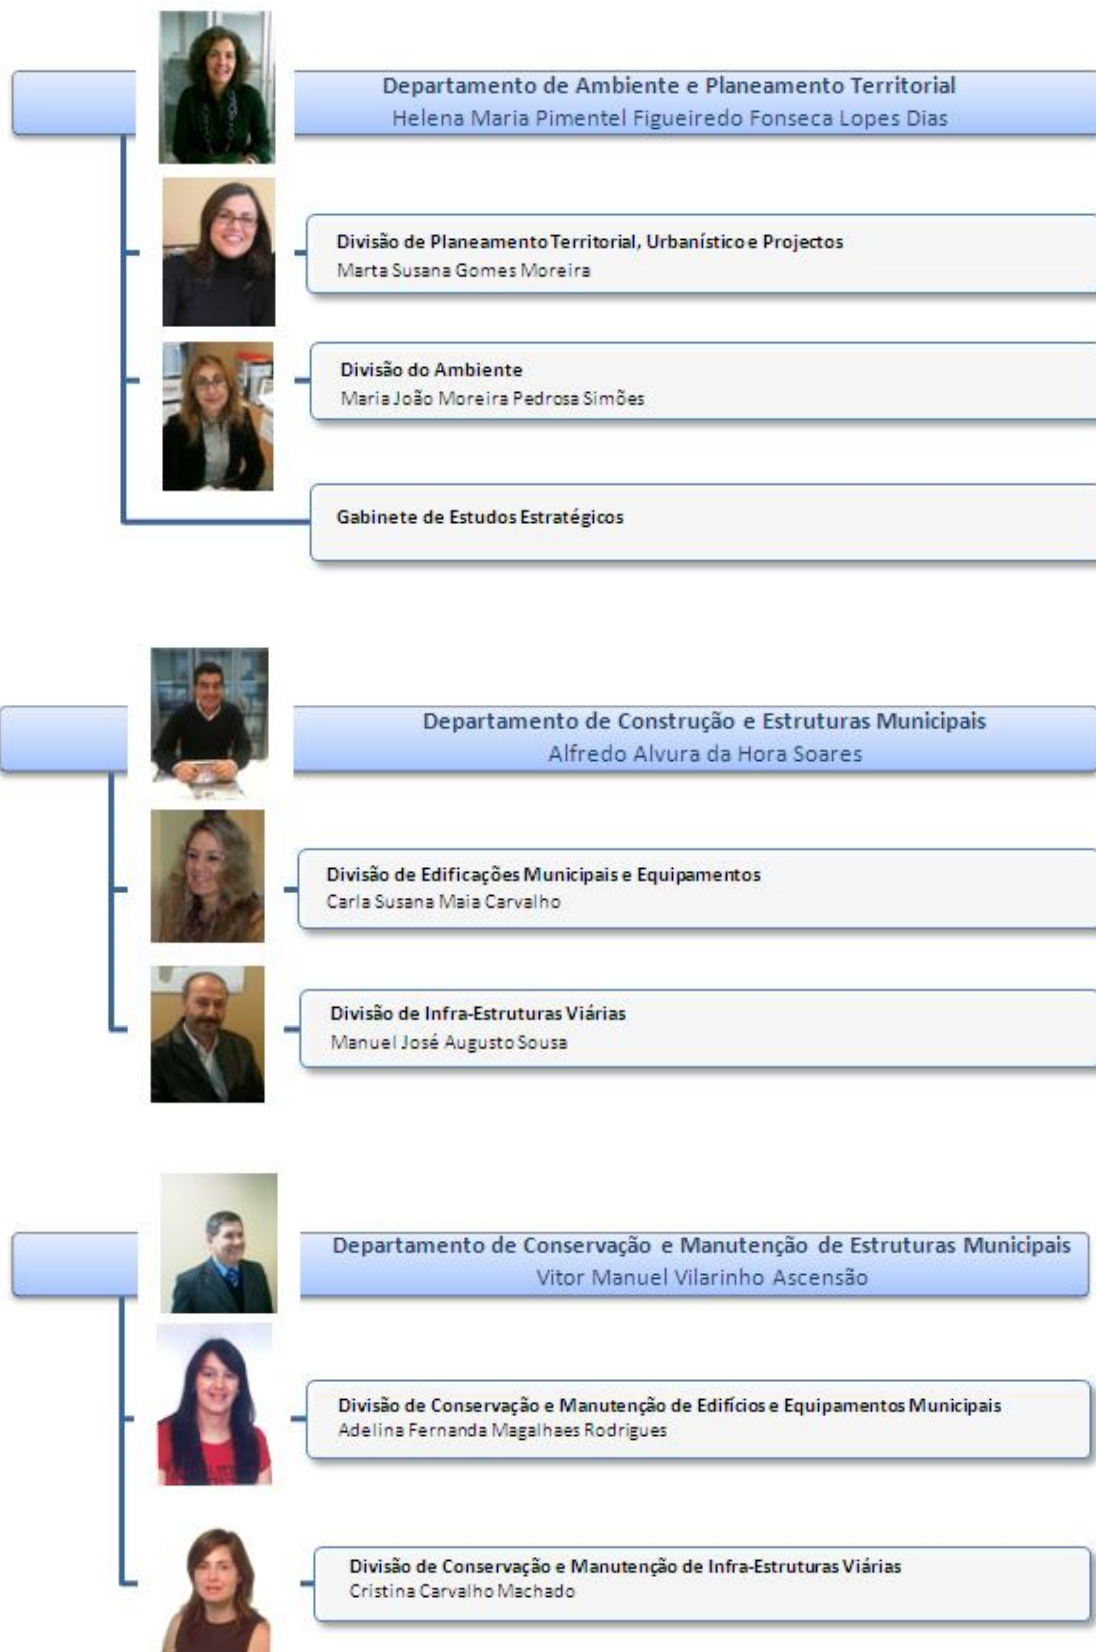 Departamento de Ambiente e Planeamento Territorial
Helena Maria Pimentel Figueiredo Fonseca Lopes Dias
Divisão de Planeamento Territorial, Urbanístico e Projectos
Marta Susana Gomes Moreira
Divisão do Ambiente
Maria João Moreira Pedrosa Simões
Gabinete de Estudos Estratégicos
Departamento de Construção e Estruturas Municipais
Alfredo Alvura da Hora Soares
Divisão de Edificações Municipais e Equipamentos
Carla Susana Maia Carvalho
Divisão de Infra-Estruturas Viárias
Manuel José Augusto Sousa
Departamento de Conservação e Manutenção de Estruturas Municipais
Vitor Manuel Vilarinho Ascensão
Divisão de Conservação e Manutenção de Edifícios e Equipamentos Municipais
Adelina Fernanda Magalhaes Rodrigues
Divisão de Conservação e Manutenção de Infra-Estruturas Viárias
Cristina Carvalho Machado